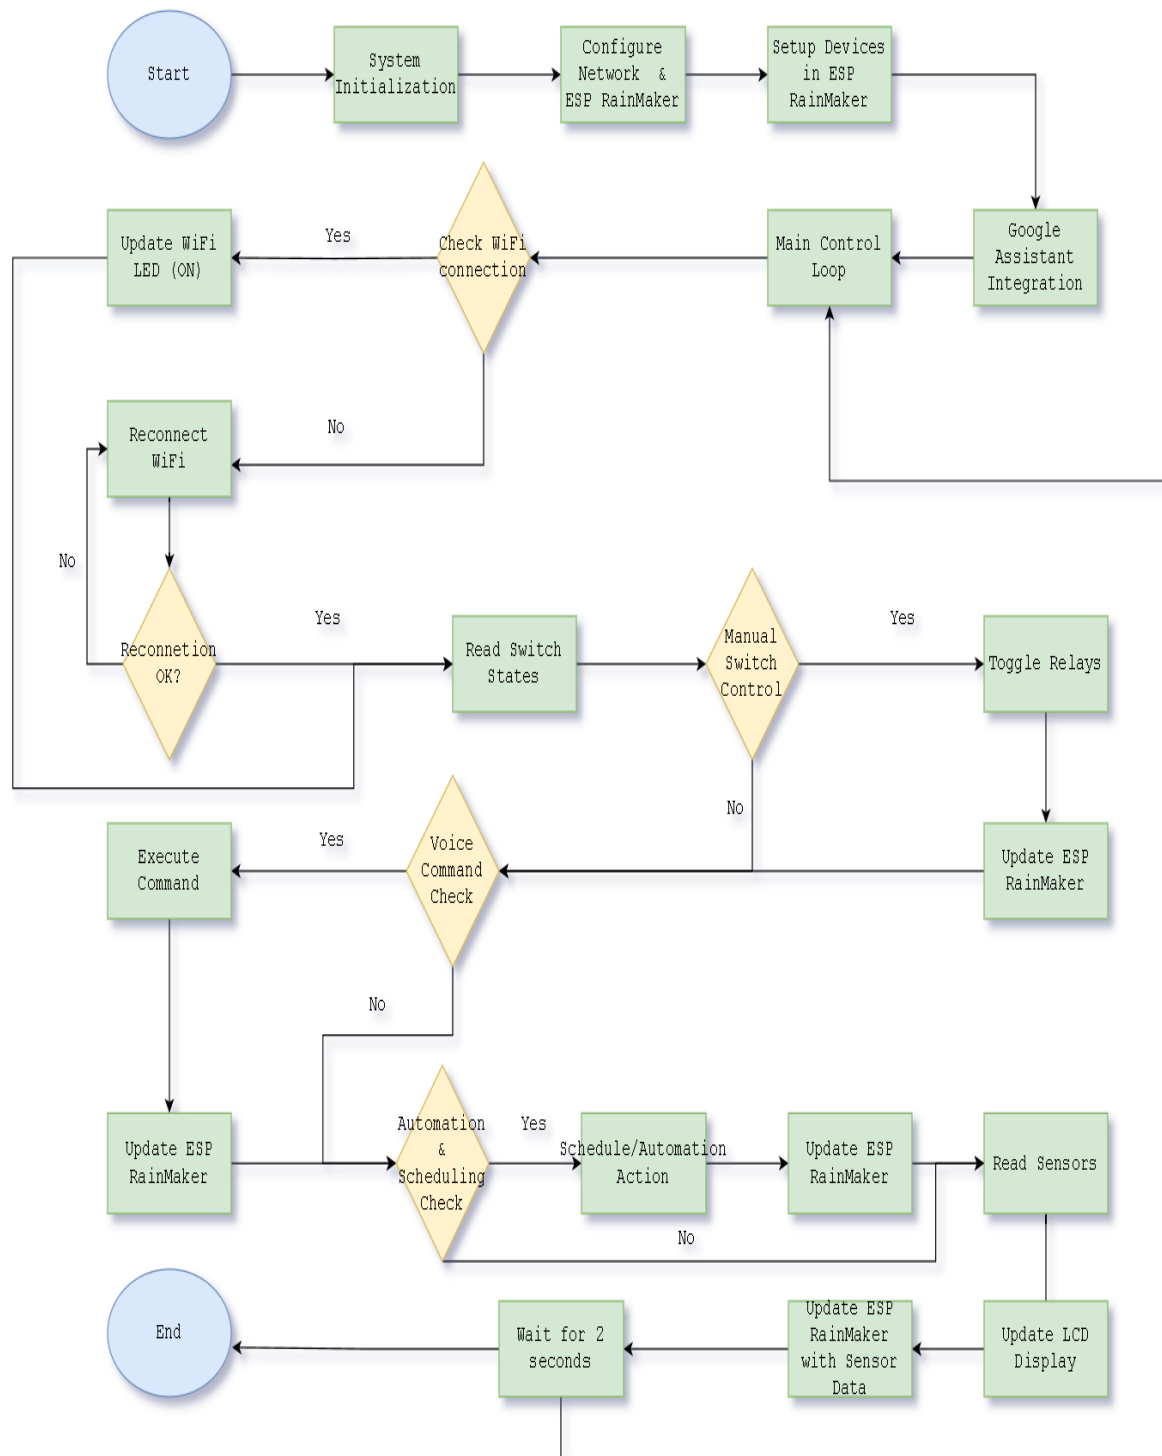 Start
System
Initialization
Configure
Network &
ESP RainMaker
Setup Devices
in ESP
RainMaker
Update WiFi
LED (ON)
Yes
Check WiFi
connection
Main Control
Loop
Google
Assistant
Integration
Reconnect
WiFi
No
No
Reconnetion
OK?
Yes
Read Switch
States
Manual
Switch
Control
Yes
Toggle Relays
No
Execute
Command
Yes
Voice
Command
Check
Update ESP
RainMaker
No
Update ESP
RainMaker
Automation
&
Scheduling
Check
Yes
Schedule/Automation
Action
Update ESP
RainMaker
Read Sensors
No
End
Wait for 2
seconds
Update ESP
RainMaker
with Sensor
Data
Update LCD
Display